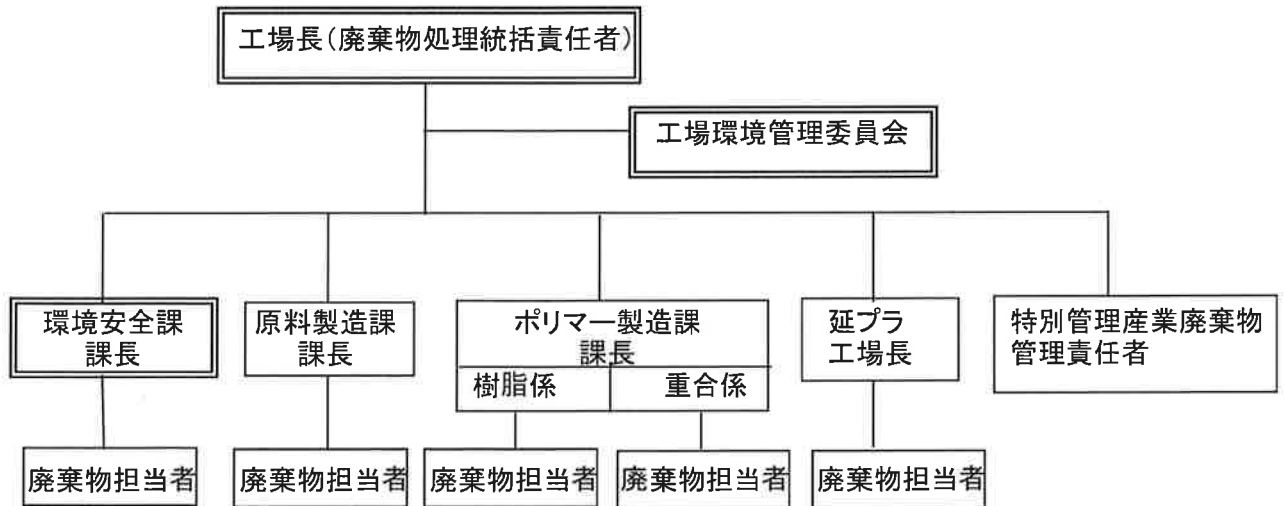 工場長(廃棄物処理統括責任者)
工場環境管理委員会
環境安全課
課長
原料製造課
課長
ポリマー製造課
課長
樹脂係
重合係
延プラ
工場長
特別管理産業廃棄物
管理責任者
廃棄物担当者
廃棄物担当者
廃棄物担当者
廃棄物担当者
廃棄物担当者